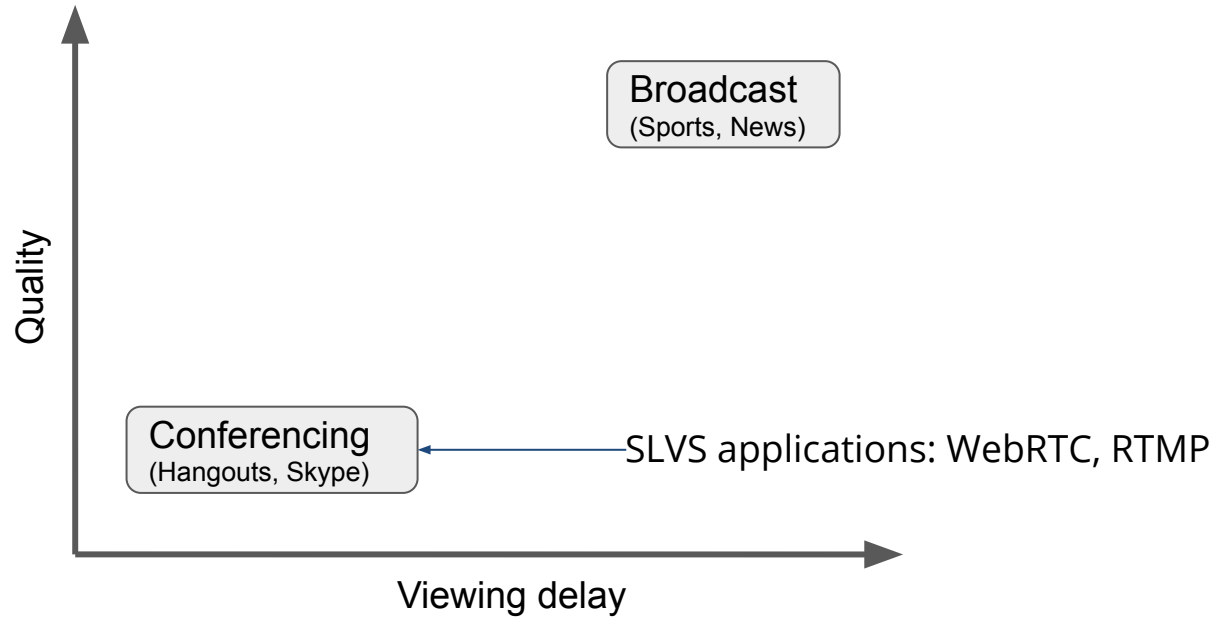 Broadcast
(Sports, News)
Quality
Conferencing
(Hangouts, Skype)
SLVS applications: WebRTC, RTMP
Viewing delay